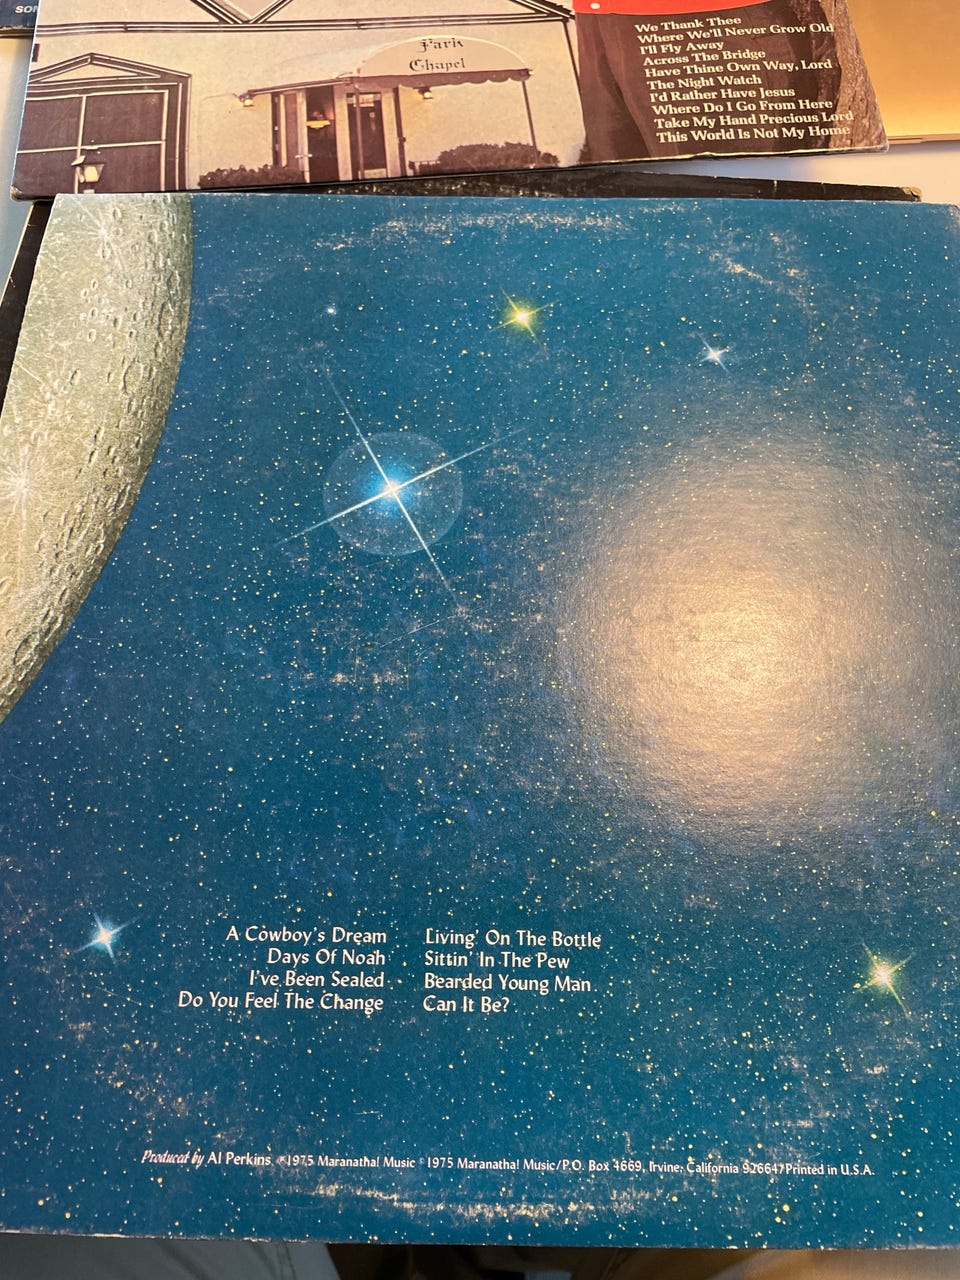 SON
Park
Chapel
We Thank Thee
Where We'll Never Grow Old
I'll Fly Away
Across The Bridge
Have Thine Own Way, Lord
The Night Watch
I'd Rather Have Jesus
Where Do I Go From Here
Take My Hand Precious Lord
This World Is Not My Home
A Cowboy's Dream
Days Of Noah
I've Been Sealed
Do You Feel The Change
Livin' On The Bottle
Sittin' In The Pew
Bearded Young Man
Can It Be?
Produced by Al Perkins ℗1975 Maranatha! Music ©1975 Maranatha! Music/P.O. Box 4669, Irvine, California 92664/Printed in U.S.A.